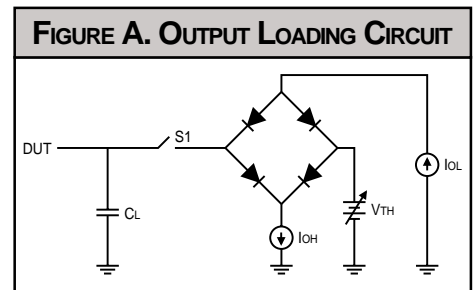 FIGURE A. OUTPUT LOADING CIRCUIT
DUT
S1
IOL
CL
VTH
IOH